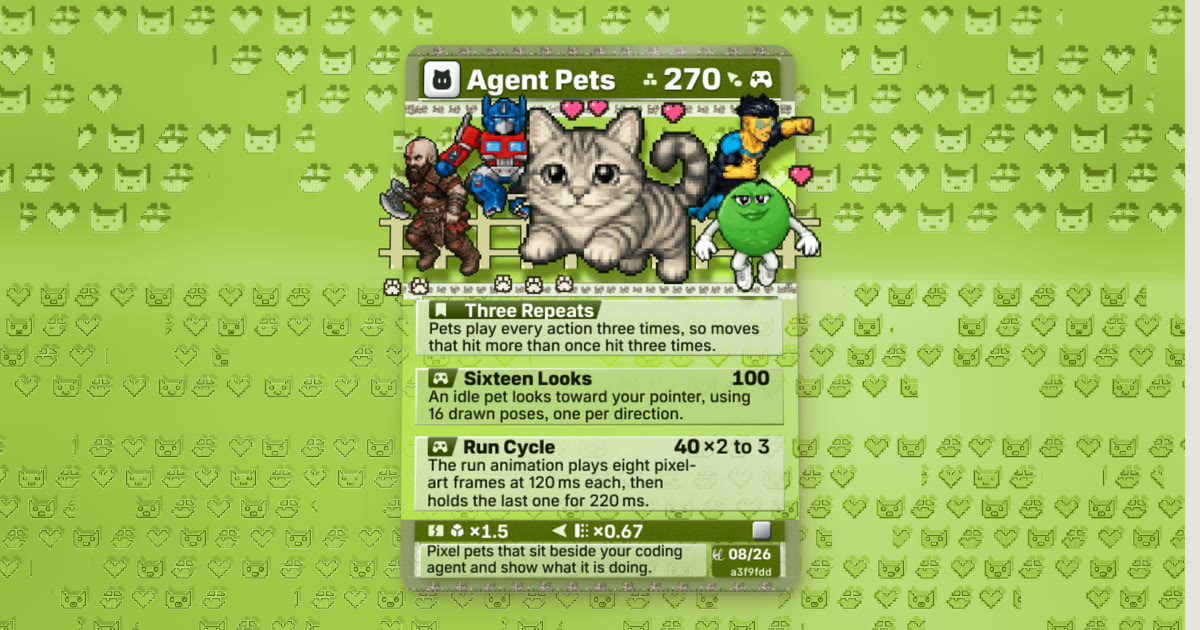 Agent Pets 270
Three Repeats
Pets play every action three times, so moves
that hit more than once hit three times.
Sixteen Looks 100
An idle pet looks toward your pointer, using
16 drawn poses, one per direction.
Run Cycle 40 ×2 to 3
The run animation plays eight pixel-
art frames at 120 ms each, then
holds the last one for 220 ms.
×1.5 ×0.67
Pixel pets that sit beside your coding
agent and show what it is doing.
08/26
a3f9fdd